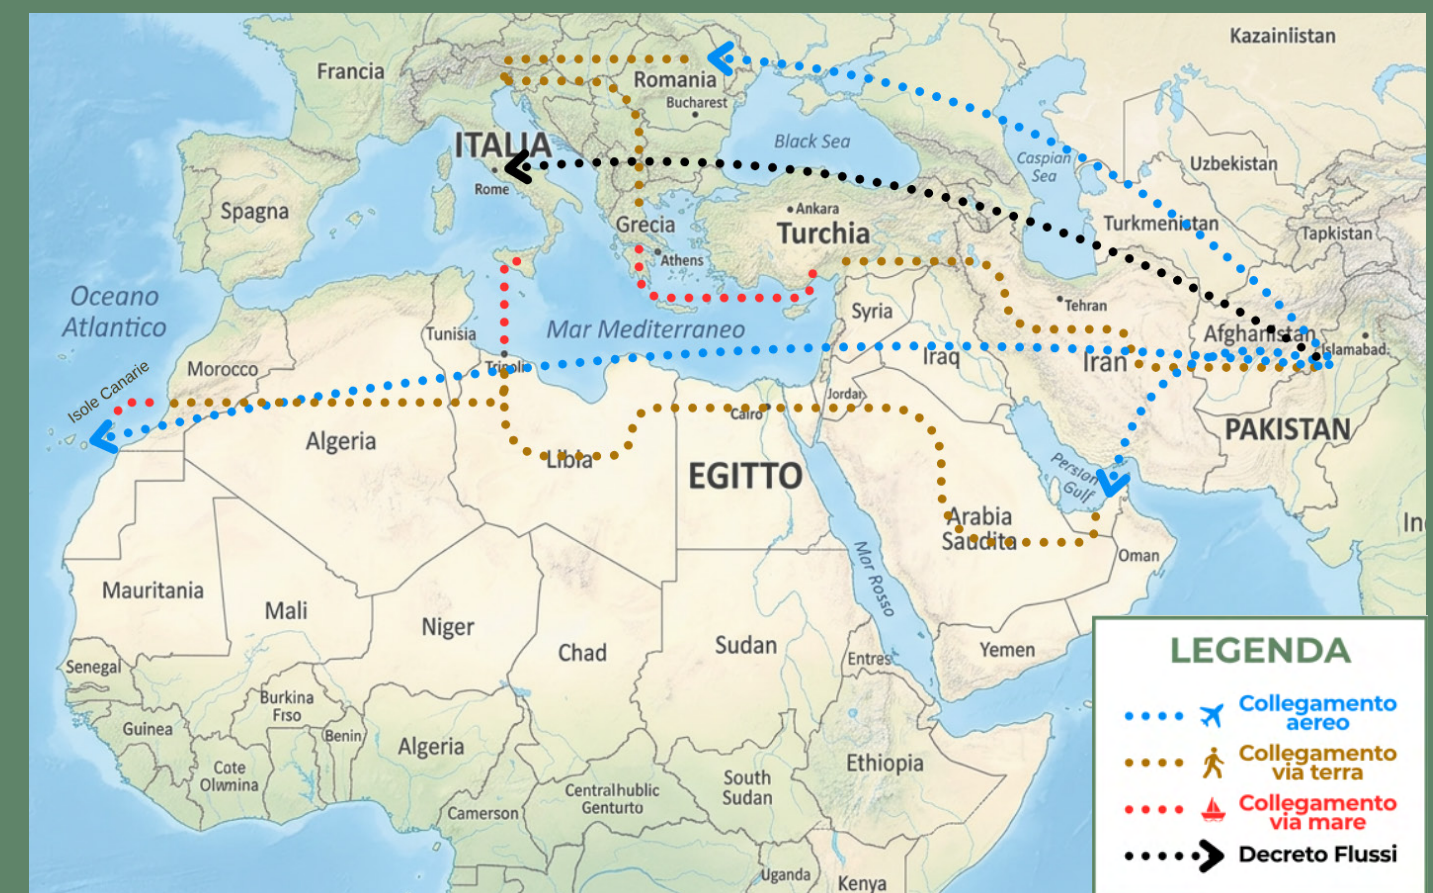 Kazainlistan
Francia
Romania
Bucharest
ITALIA
Black Sea
Caspian
Sea
Uzbekistan
Rome
Spagna
Grecia
Ankara
Turchia
Turkmenistan
Tapkistan
Athens
Oceano
Atlantico
Tehran
Syria
Mar Mediterraneo
Tunisia
Afghanistan
Islamabad
Tripoli
Iraq
Iran
Morocco
Isole Canarie
Jordan
Cairo
PAKISTAN
Algeria
Libia
EGITTO
Persion
Gulf
Arabia
Saudita
In
Oman
Mar Rosso
Mauritania
Mali
Niger
Chad
Sudan
Yemen
Entres
Senegal
Burkina
Fıso
Guinea
Benin
Algeria
Cote
Olwmina
Ethiopia
South
Sudan
Centralhublic
Genturto
Camerson
Uganda
Kenya
LEGENDA
Collegamento
aereo
Collegamento
via terra
Collegamento
via mare
Decreto Flussi